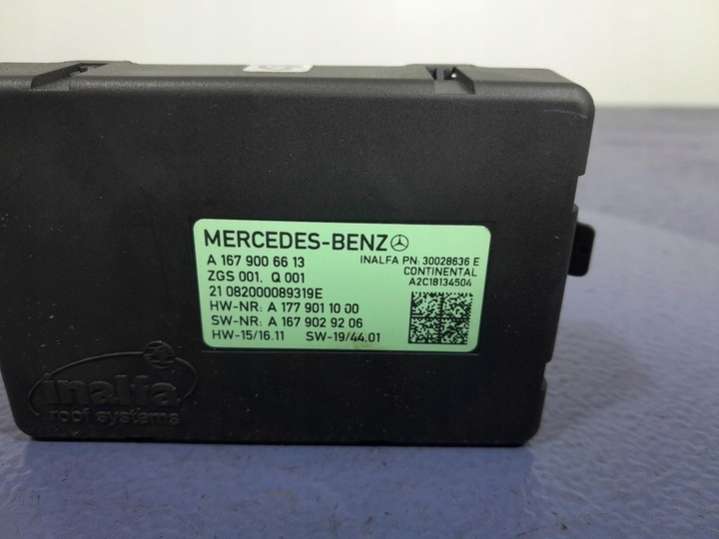 MERCEDES-BENZ
A 167 900 66 13
INALFA PN: 30028636 E
ZGS 001, Q 001
CONTINENTAL
21 082000089319E
A2C18134504
HW-NR: A 177 901 10 00
SW-NR: A 167 902 92 06
HW-15/16.11 SW-19/44.01
inalfa
roof systems